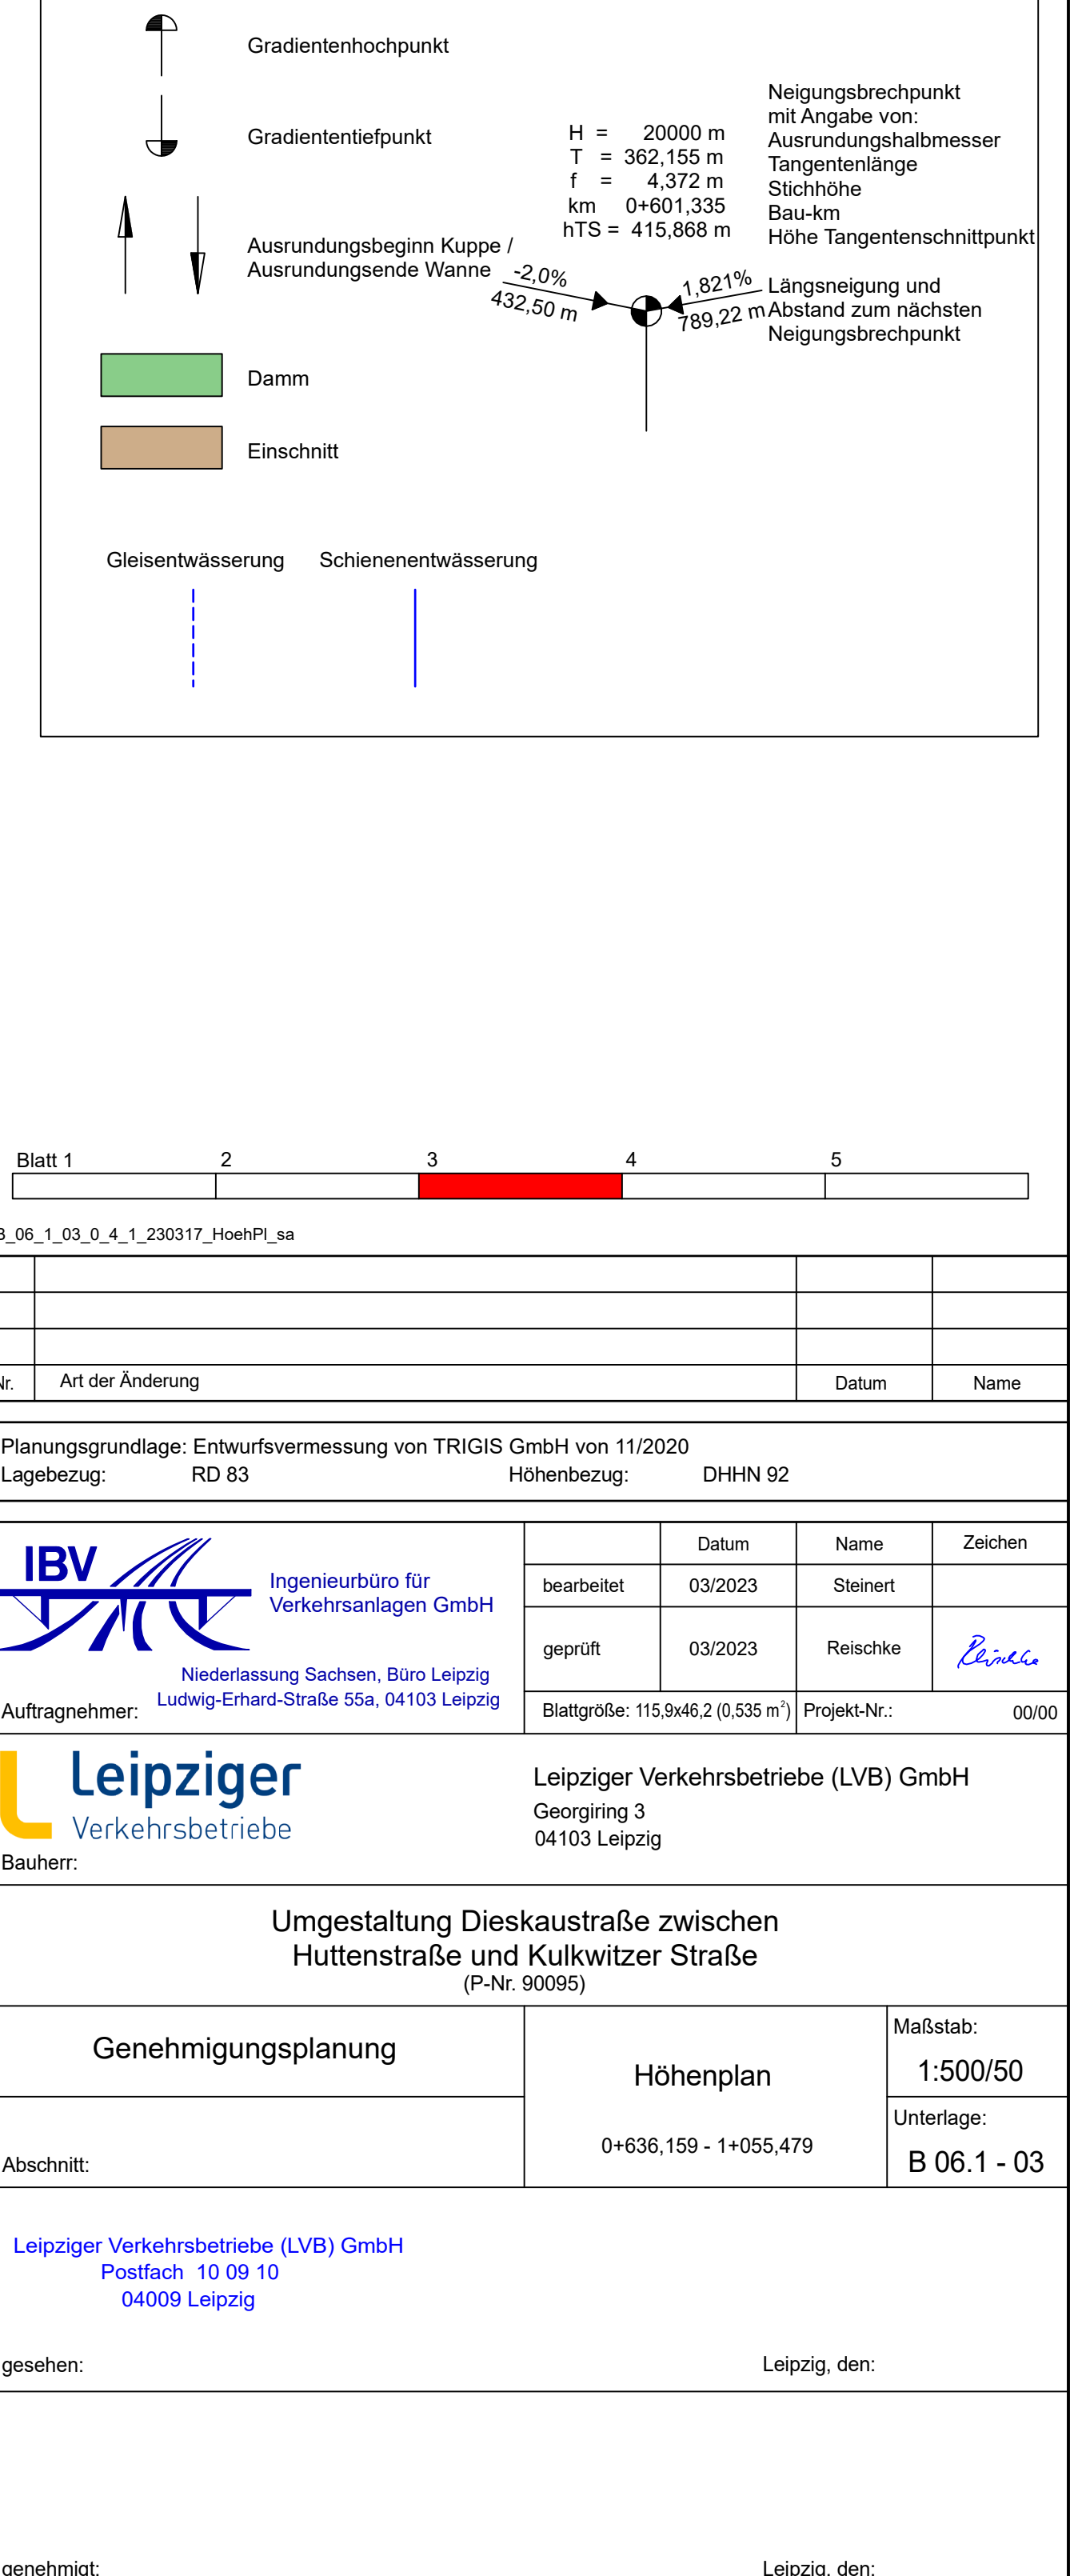 Gradientenhochpunkt
Gradiententiefpunkt
H = 20000 m
T = 362,155 m
f = 4,372 m
km 0+601,335
hTS = 415,868 m
Neigungsbrechpunkt
mit Angabe von:
Ausrundungshalbmesser
Tangentenlänge
Stichhöhe
Bau-km
Höhe Tangentenschnittpunkt
Ausrundungsbeginn Kuppe /
Ausrundungsende Wanne
-2,0%
432,50 m
1,821%
789,22 m
Längsneigung und
Abstand zum nächsten
Neigungsbrechpunkt
Damm
Einschnitt
Gleisentwässerung Schienenentwässerung
Blatt 1 2 3 4 5
B_06_1_03_0_4_1_230317_HoehPl_sa
Nr. Art der Änderung Datum Name
Planungsgrundlage: Entwurfsvermessung von TRIGIS GmbH von 11/2020
Lagebezug: RD 83 Höhenbezug: DHHN 92
IBV
Ingenieurbüro für
Verkehrsanlagen GmbH
Niederlassung Sachsen, Büro Leipzig
Ludwig-Erhard-Straße 55a, 04103 Leipzig
Auftragnehmer:
Datum Name Zeichen
bearbeitet 03/2023 Steinert
geprüft 03/2023 Reischke Reischke
Blattgröße: 115,9x46,2 (0,535 m²) Projekt-Nr.: 00/00
Leipziger
Verkehrsbetriebe
Bauherr:
Leipziger Verkehrsbetriebe (LVB) GmbH
Georgiring 3
04103 Leipzig
Umgestaltung Dieskaustraße zwischen
Huttenstraße und Kulkwitzer Straße
(P-Nr. 90095)
Genehmigungsplanung
Abschnitt:
Höhenplan
0+636,159 - 1+055,479
Maßstab:
1:500/50
Unterlage:
B 06.1 - 03
Leipziger Verkehrsbetriebe (LVB) GmbH
Postfach 10 09 10
04009 Leipzig
gesehen: Leipzig, den:
genehmigt: Leipzig, den: